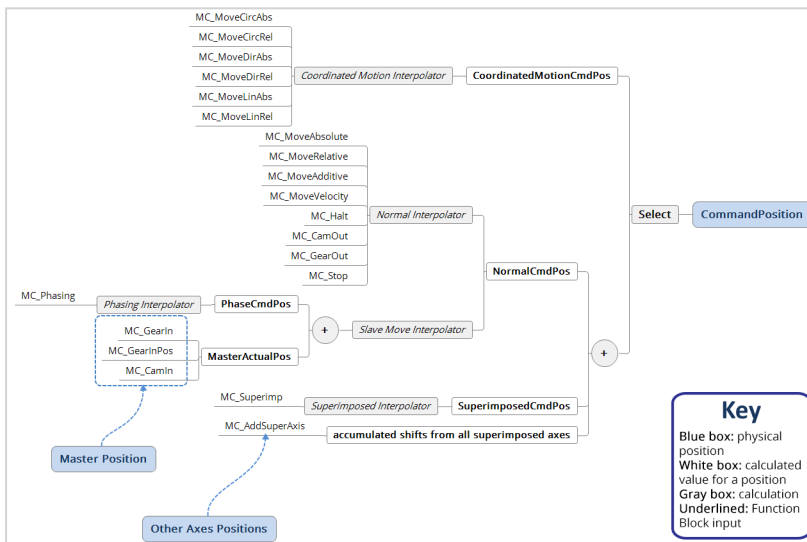 MC_MoveCircAbs
MC_MoveCircRel
MC_MoveDirAbs
MC_MoveDirRel
MC_MoveLinAbs
MC_MoveLinRel
Coordinated Motion Interpolator
CoordinatedMotionCmdPos
MC_MoveAbsolute
MC_MoveRelative
MC_MoveAdditive
MC_MoveVelocity
MC_Halt
MC_CamOut
MC_GearOut
MC_Stop
Normal Interpolator
NormalCmdPos
Select
CommandPosition
MC_Phasing
Phasing Interpolator
PhaseCmdPos
MC_GearIn
MC_GearInPos
MC_CamIn
MasterActualPos
+
Slave Move Interpolator
+
MC_Superimp
Superimposed Interpolator
SuperimposedCmdPos
MC_AddSuperAxis
accumulated shifts from all superimposed axes
Master Position
Other Axes Positions
Key
Blue box: physical
position
White box: calculated
value for a position
Gray box: calculation
Underlined: Function
Block input